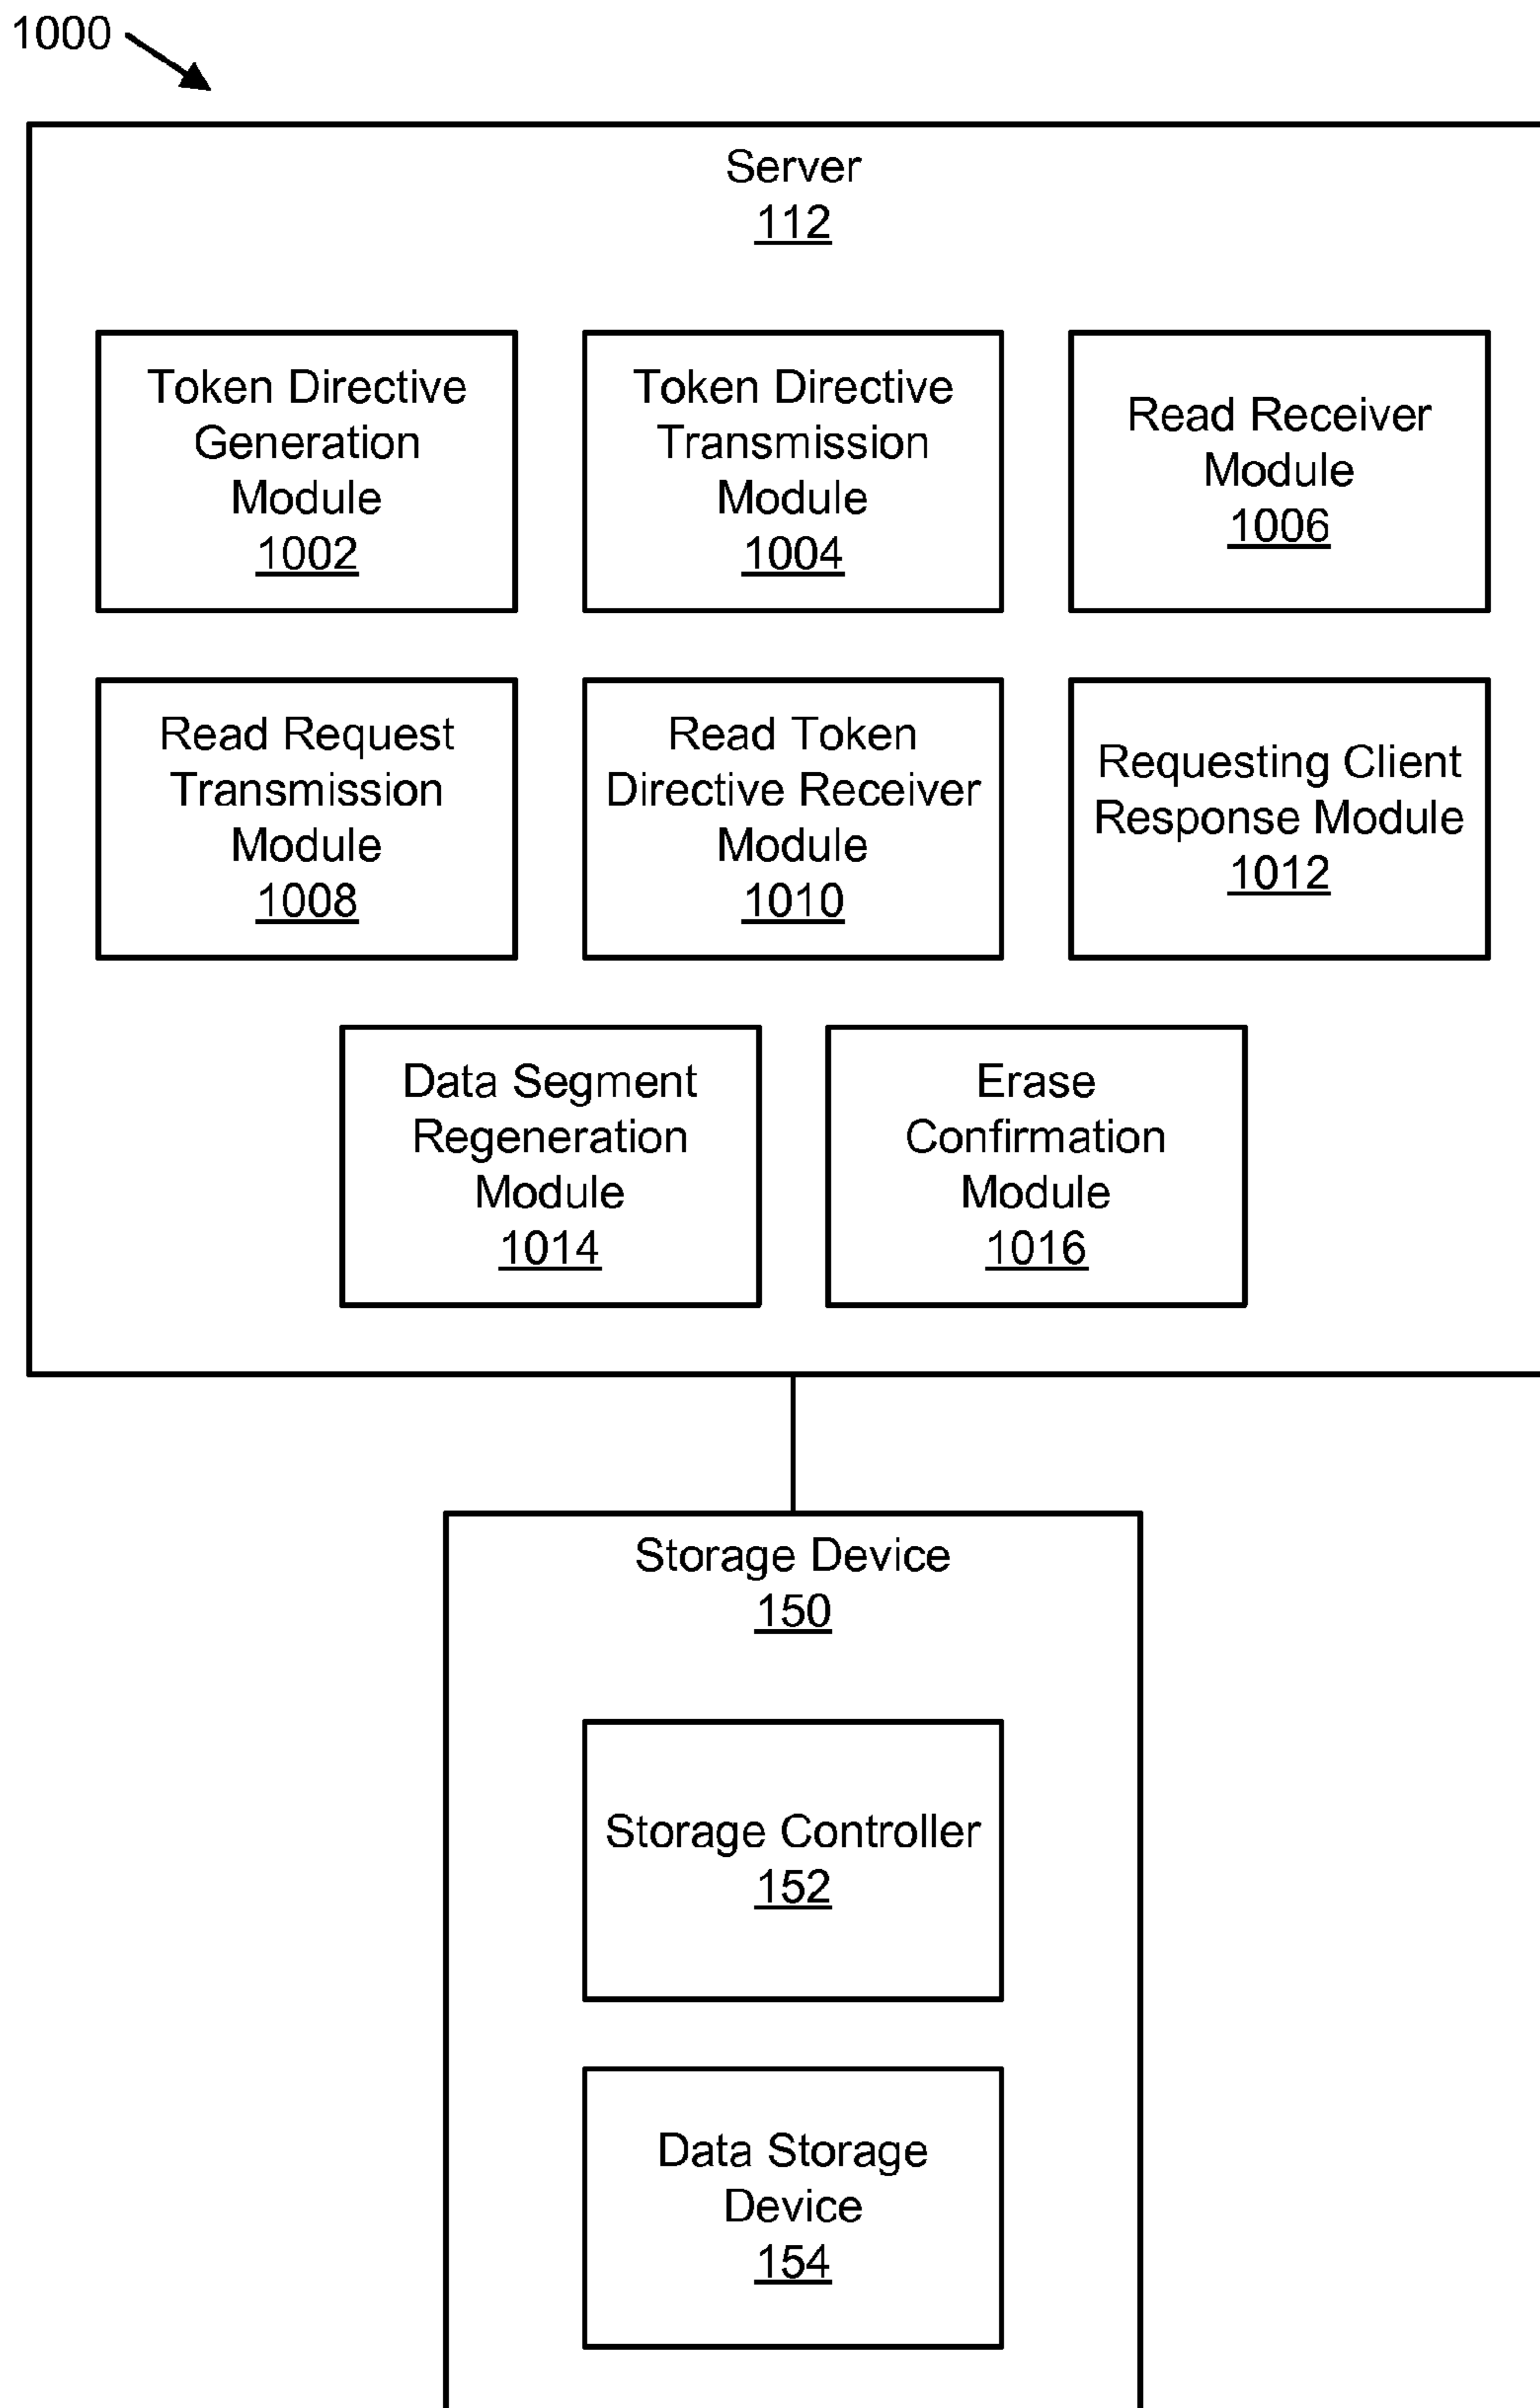 1000
Server
112
Token Directive
Generation
Module
1002
Token Directive
Transmission
Module
1004
Read Receiver
Module
1006
Read Request
Transmission
Module
1008
Read Token
Directive Receiver
Module
1010
Requesting Client
Response Module
1012
Data Segment
Regeneration
Module
1014
Erase
Confirmation
Module
1016
Storage Device
150
Storage Controller
152
Data Storage
Device
154